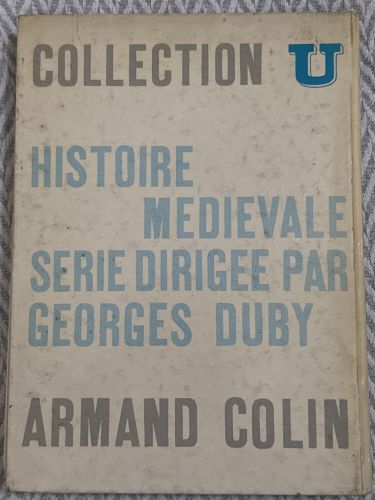 COLLECTION U
HISTOIRE
MEDIEVALE
SERIE DIRIGEE PAR
GEORGES DUBY
ARMAND COLIN